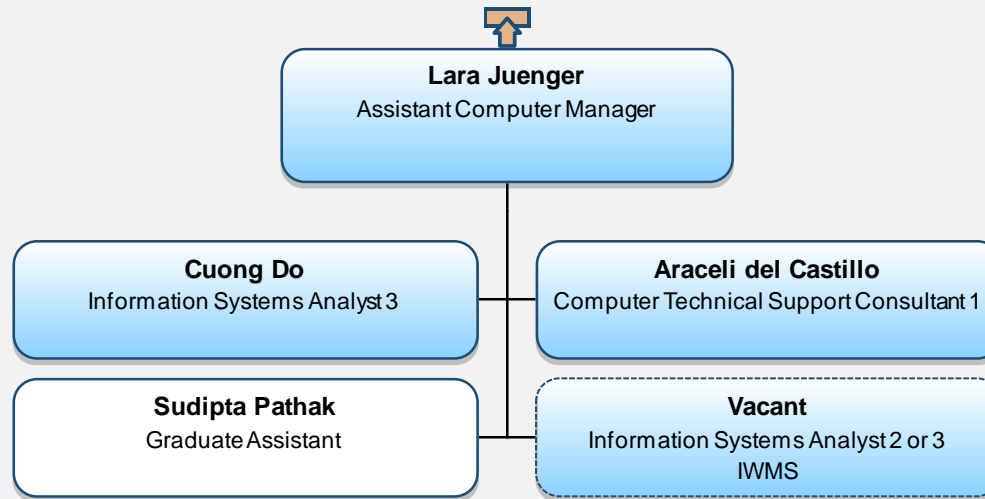 Lara Juenger
Assistant Computer Manager
Cuong Do
Information Systems Analyst 3
Araceli del Castillo
Computer Technical Support Consultant 1
Sudipta Pathak
Graduate Assistant
Vacant
Information Systems Analyst 2 or 3
IWMS